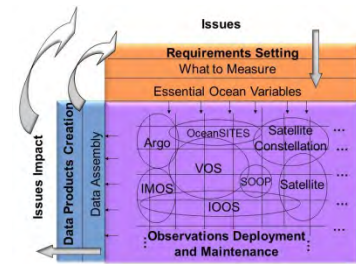 Issues
Requirements Setting
What to Measure
Essential Ocean Variables
Issues Impact
Data Products Creation
Data Assembly
Argo
OceanSITES
Satellite
Constellation
...
VOS
IMOS
SOOP
Satellite
...
IOOS
...
Observations Deployment
and Maintenance